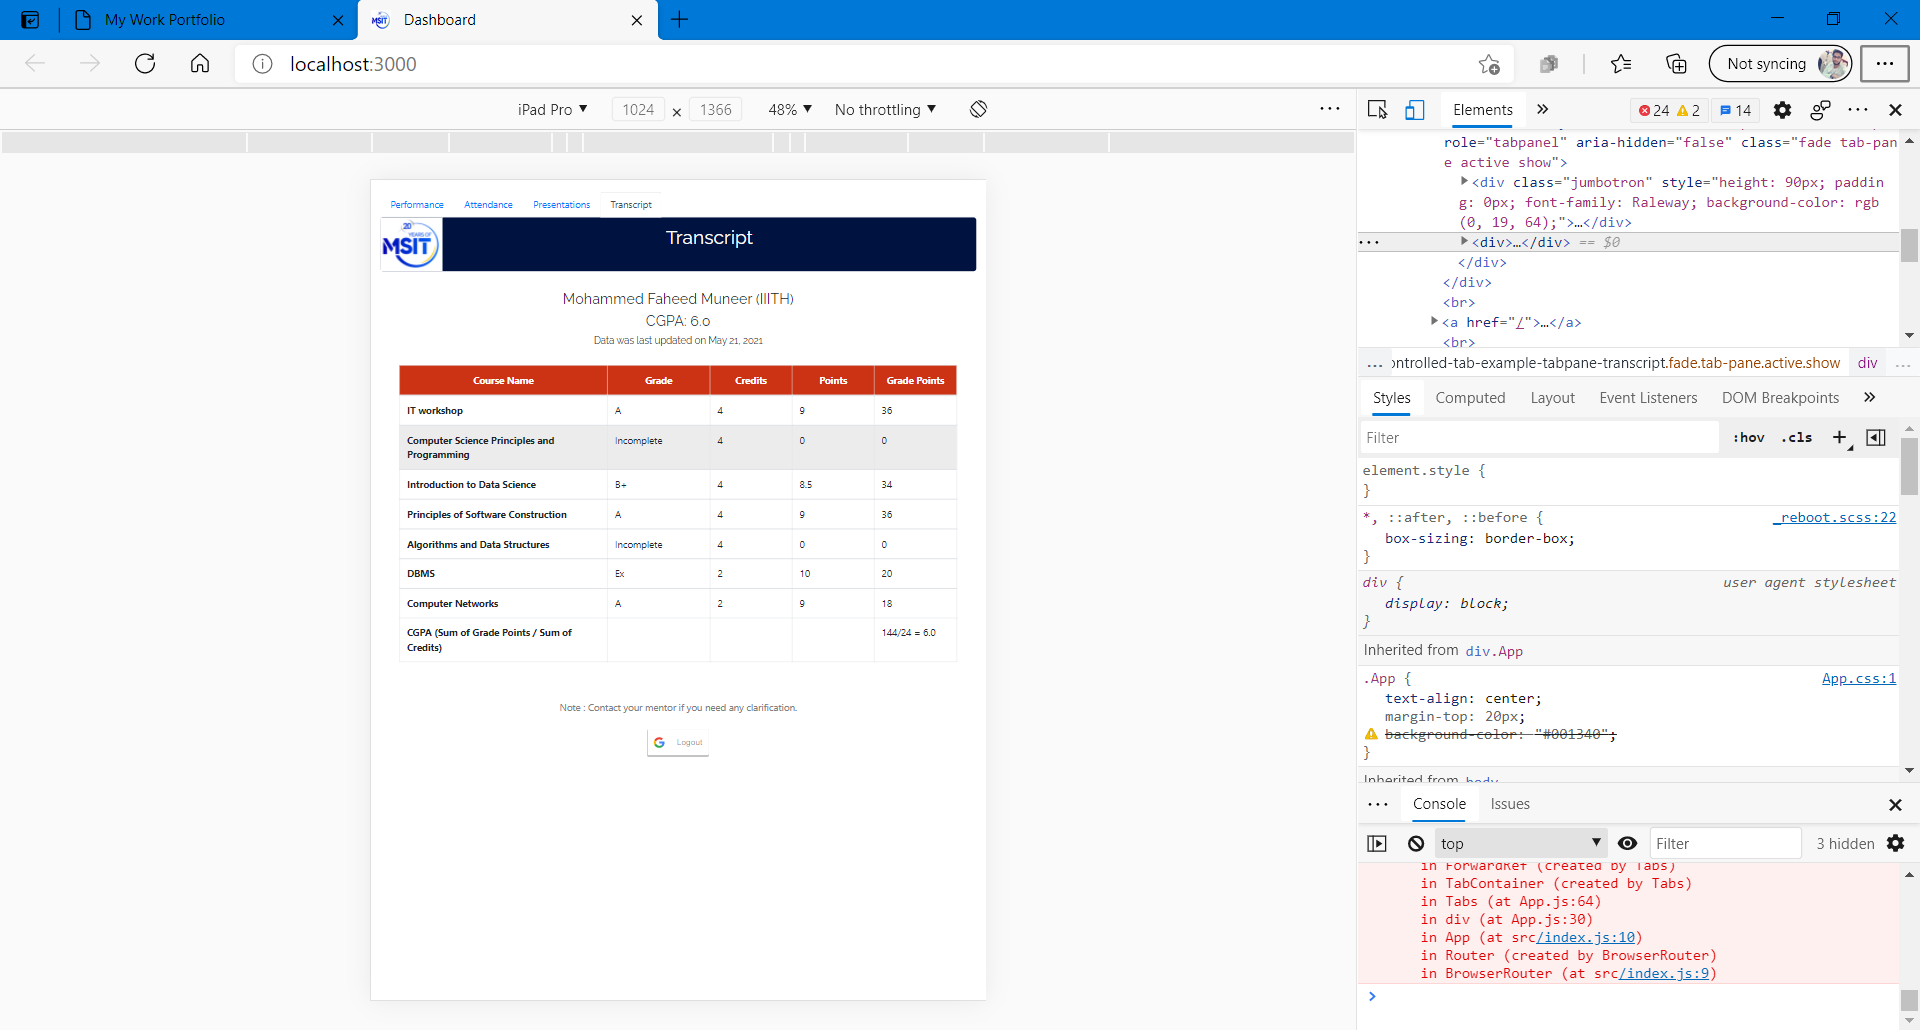 My Work Portfolio
Dashboard
localhost:3000
Not syncing
iPad Pro ▼ 1024 x 1366 48% ▼ No throttling ▼
Elements
24 2 14
role="tabpanel" aria-hidden="false" class="fade tab-pan
e active show">
<div class="jumbotron" style="height: 90px; paddin
g: 0px; font-family: Raleway; background-color: rgb
(0, 19, 64);">…</div>
<div>…</div> == $0
</div>
</div>
<br>
<a href="/">…</a>
<br>
... ontrolled-tab-example-tabpane-transcript.fade.tab-pane.active.show div ...
Styles Computed Layout Event Listeners DOM Breakpoints
Filter :hov .cls
element.style {
}
*, ::after, ::before { _reboot.scss:22
box-sizing: border-box;
}
div { user agent stylesheet
display: block;
}
Inherited from div.App
.App { App.css:1
text-align: center;
margin-top: 20px;
background-color: "#001340";
}
Inherited from body
Console Issues
top ▼ Filter 3 hidden
in ForwardRef (created by Tabs)
in TabContainer (created by Tabs)
in Tabs (at App.js:64)
in div (at App.js:30)
in App (at src/index.js:10)
in Router (created by BrowserRouter)
in BrowserRouter (at src/index.js:9)
Performance Attendance Presentations Transcript
20 YEARS OF
MSIT
Transcript
Mohammed Faheed Muneer (IIITH)
CGPA: 6.0
Data was last updated on May 21, 2021
Course Name Grade Credits Points Grade Points
IT workshop A 4 9 36
Computer Science Principles and
Programming Incomplete 4 0 0
Introduction to Data Science B+ 4 8.5 34
Principles of Software Construction A 4 9 36
Algorithms and Data Structures Incomplete 4 0 0
DBMS Ex 2 10 20
Computer Networks A 2 9 18
CGPA (Sum of Grade Points / Sum of
Credits) 144/24 = 6.0
Note : Contact your mentor if you need any clarification.
Logout